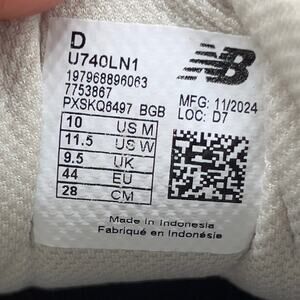 D
U740LN1
197968896063
7753867
PXSKQ6497 BGB
NB
MFG: 11/2024
LOC: D7
10 US M
11.5 US W
9.5 UK
44 EU
28 CM
Made in Indonesia
Fabriqué en Indonésie